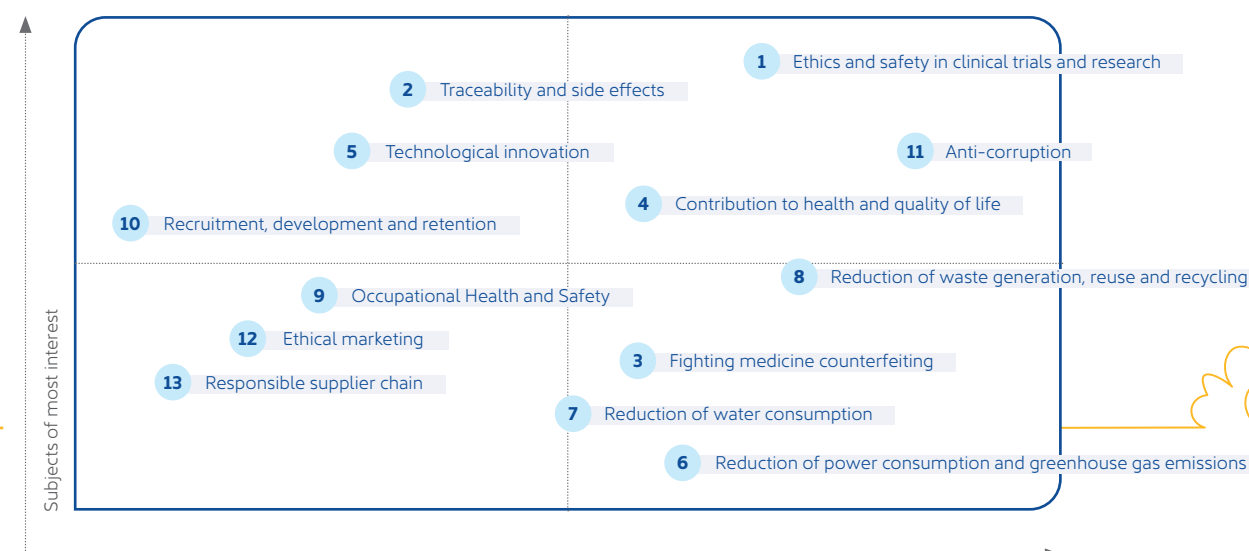 1 Ethics and safety in clinical trials and research
2 Traceability and side effects
5 Technological innovation
11 Anti-corruption
4 Contribution to health and quality of life
10 Recruitment, development and retention
8 Reduction of waste generation, reuse and recycling
9 Occupational Health and Safety
12 Ethical marketing
3 Fighting medicine counterfeiting
13 Responsible supplier chain
7 Reduction of water consumption
6 Reduction of power consumption and greenhouse gas emissions
Subjects of most interest